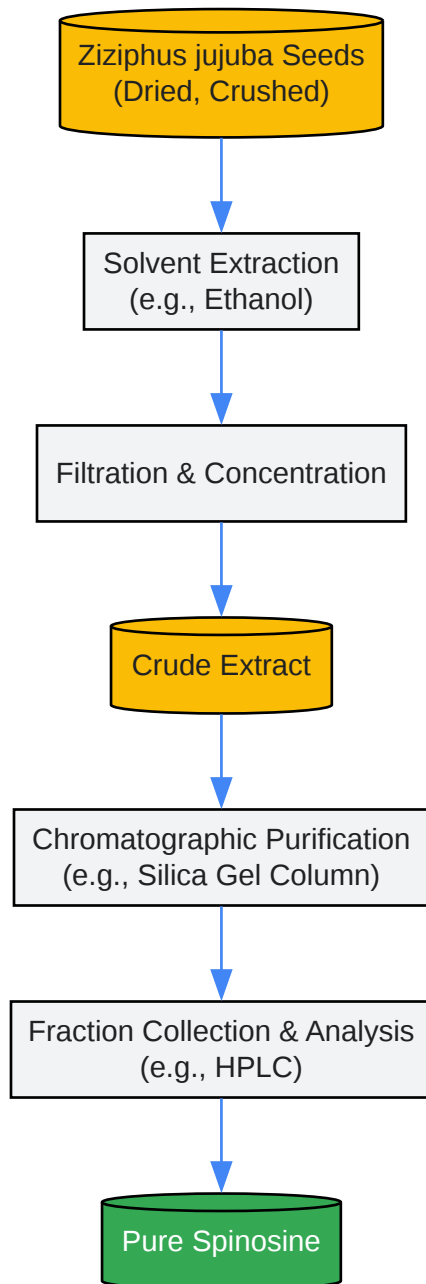 Ziziphus jujuba Seeds
(Dried, Crushed)
Solvent Extraction
(e.g., Ethanol)
Filtration & Concentration
Crude Extract
Chromatographic Purification
(e.g., Silica Gel Column)
Fraction Collection & Analysis
(e.g., HPLC)
Pure Spinosine